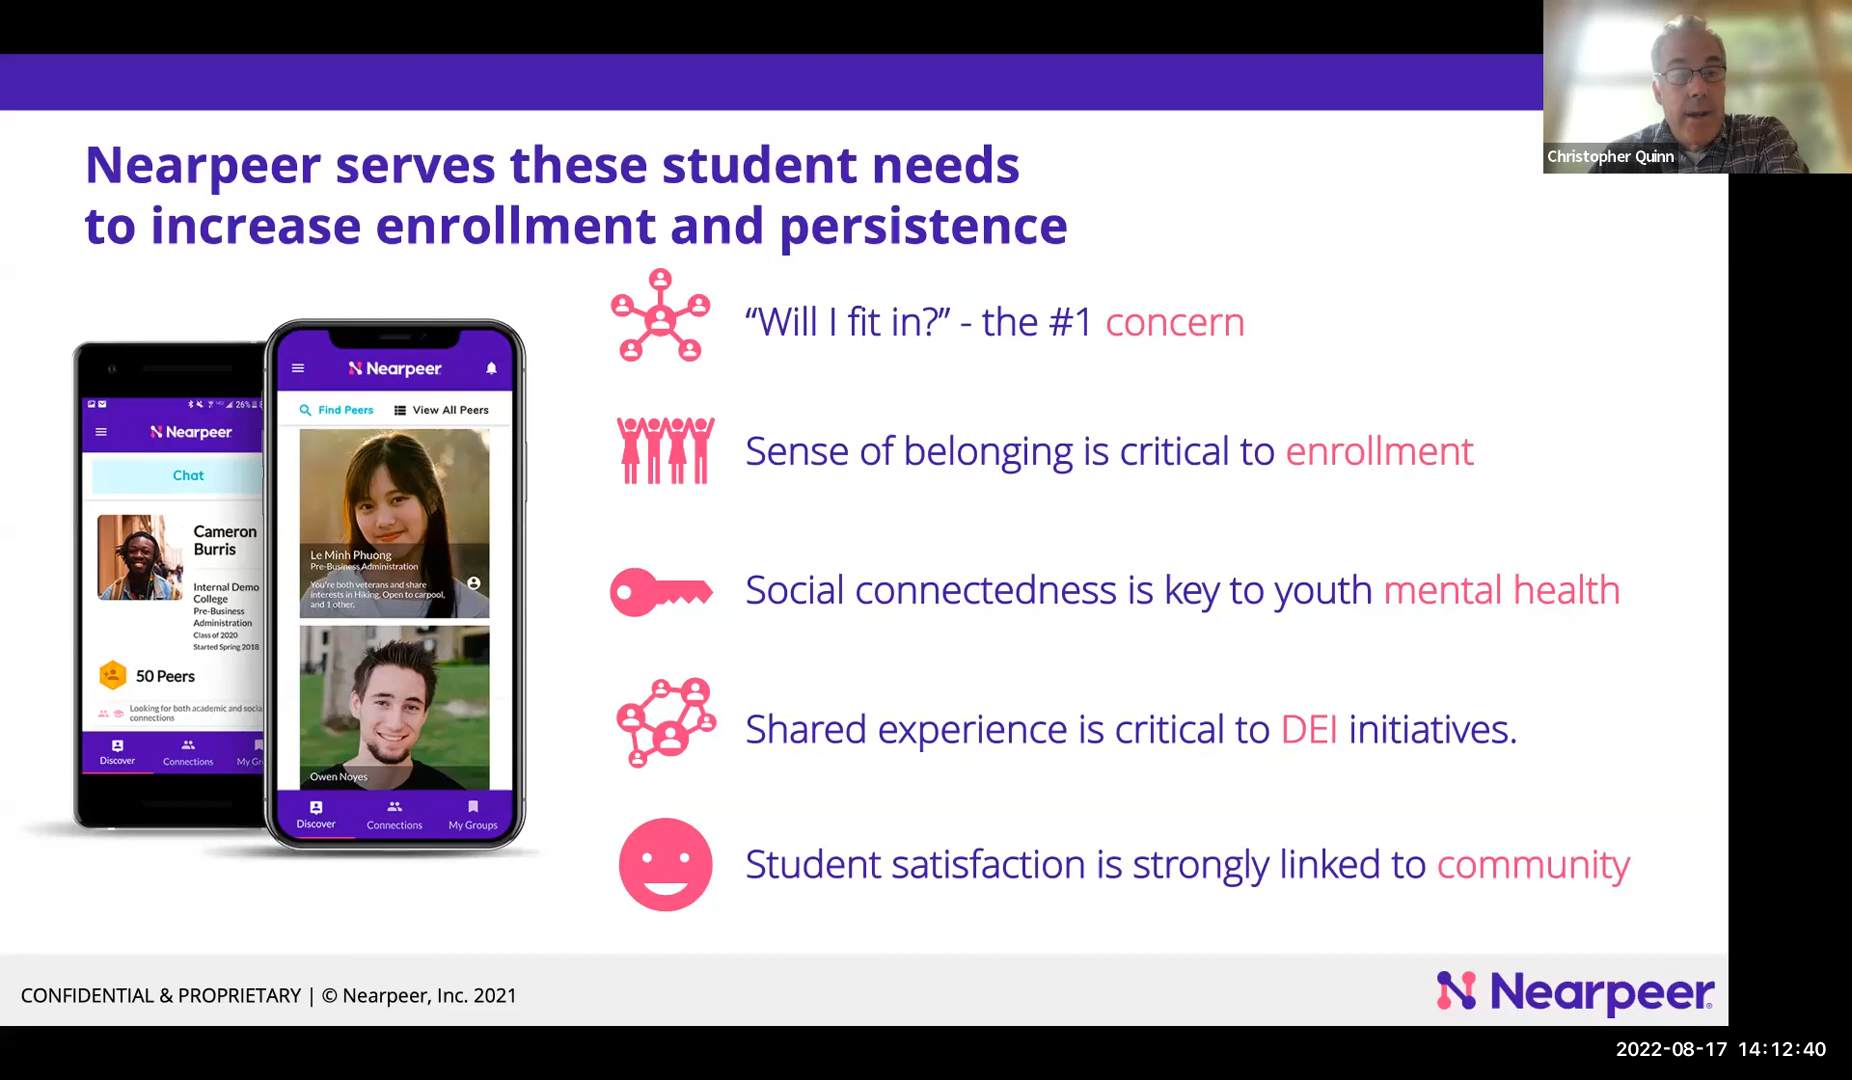 Christopher Quinn
Nearpeer serves these student needs
to increase enrollment and persistence
“Will I fit in?” - the #1 concern
Sense of belonging is critical to enrollment
Social connectedness is key to youth mental health
Shared experience is critical to DEI initiatives.
Student satisfaction is strongly linked to community
26%
Nearpeer
Chat
Cameron
Burris
Internal Demo
College
Pre-Business
Administration
Class of 2020
Started Spring 2018
50 Peers
Looking for both academic and socia
connections
Discover
Connections
My Gr
Nearpeer
Find Peers
View All Peers
Le Minh Phuong
Pre-Business Administration
You're both veterans and share
interests in Hiking, Open to carpool,
and 1 other.
Owen Noyes
Discover
Connections
My Groups
CONFIDENTIAL & PROPRIETARY | © Nearpeer, Inc. 2021
Nearpeer®
2022-08-17 14:12:40